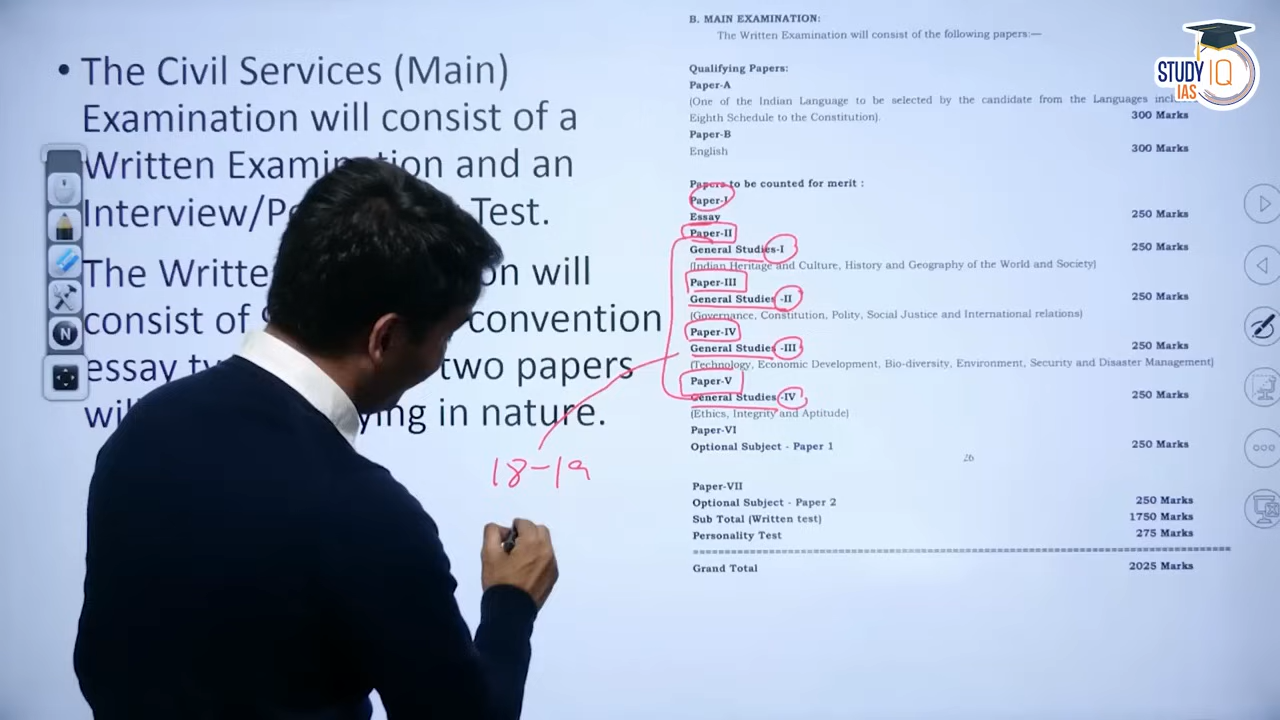 • The Civil Services (Main)
Examination will consist of a
Written Examination and an
Interview/ Test.
The will
consist of convention
essay two papers
will in nature.
18-19
B. MAIN EXAMINATION:
The Written Examination will consist of the following papers:—
Qualifying Papers:
Paper-A
(One of the Indian Language to be selected by the candidate from the Languages
Eighth Schedule to the Constitution). 300 Marks
Paper-B
English 300 Marks
Papers to be counted for merit :
Paper-I
Essay 250 Marks
Paper-II
General Studies-I 250 Marks
(Indian Heritage and Culture, History and Geography of the World and Society)
Paper-III
General Studies -II 250 Marks
(Governance, Constitution, Polity, Social Justice and International relations)
Paper-IV
General Studies -III 250 Marks
(Technology, Economic Development, Bio-diversity, Environment, Security and Disaster Management)
Paper-V
General Studies -IV 250 Marks
(Ethics, Integrity and Aptitude)
Paper-VI
Optional Subject - Paper 1 250 Marks
26
Paper-VII
Optional Subject - Paper 2 250 Marks
Sub Total (Written test) 1750 Marks
Personality Test 275 Marks
Grand Total 2025 Marks
STUDY IQ
IAS
N